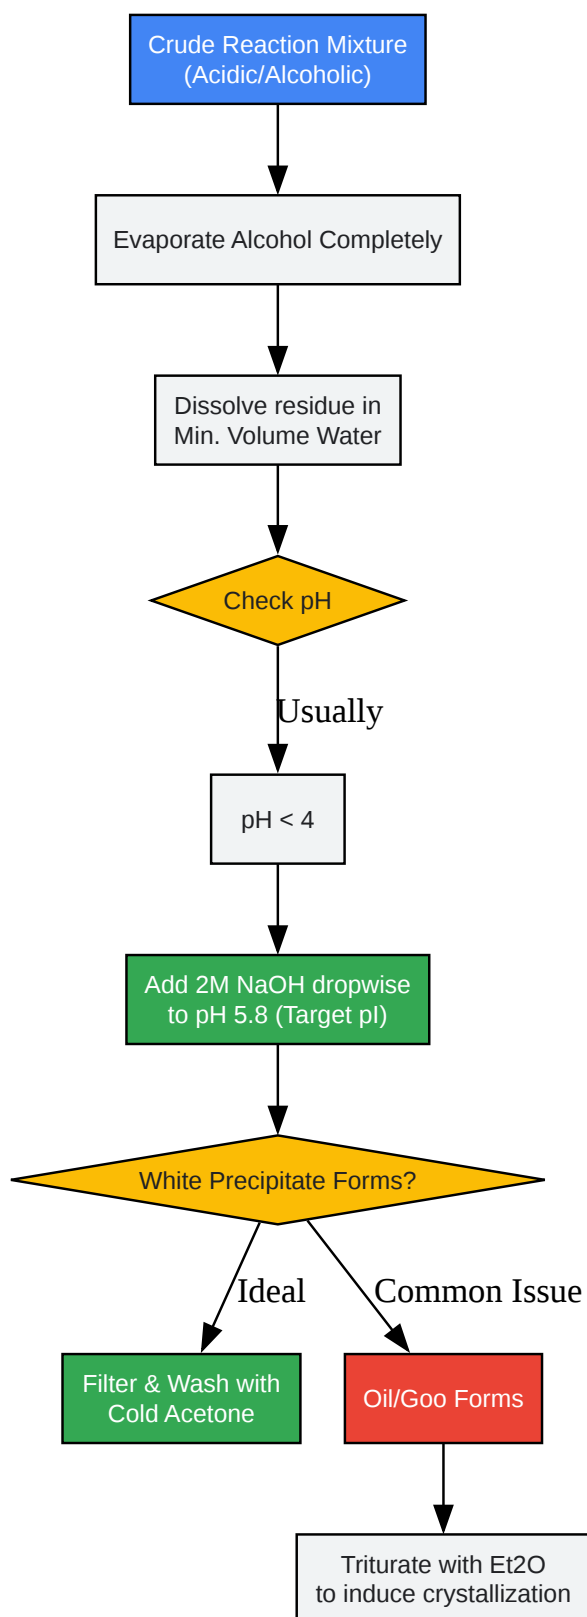 Crude Reaction Mixture
(Acidic/Alcoholic)
Evaporate Alcohol Completely
Dissolve residue in
Min. Volume Water
Check pH
Usually
pH < 4
Add 2M NaOH dropwise
to pH 5.8 (Target pI)
White Precipitate Forms?
Ideal
Common Issue
Filter & Wash with
Cold Acetone
Oil/Goo Forms
Triturate with Et2O
to induce crystallization